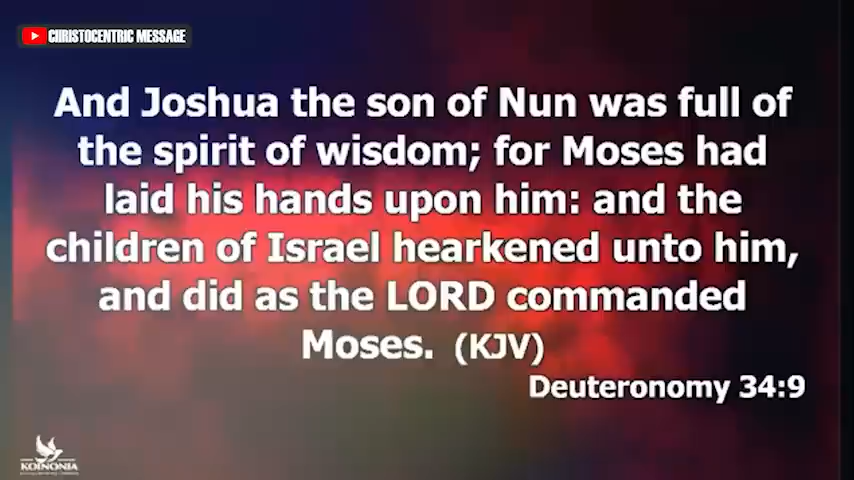 CHRISTOCENTRIC MESSAGE
And Joshua the son of Nun was full of
the spirit of wisdom; for Moses had
laid his hands upon him: and the
children of Israel hearkened unto him,
and did as the LORD commanded
Moses. (KJV)
Deuteronomy 34:9
KOINONIA